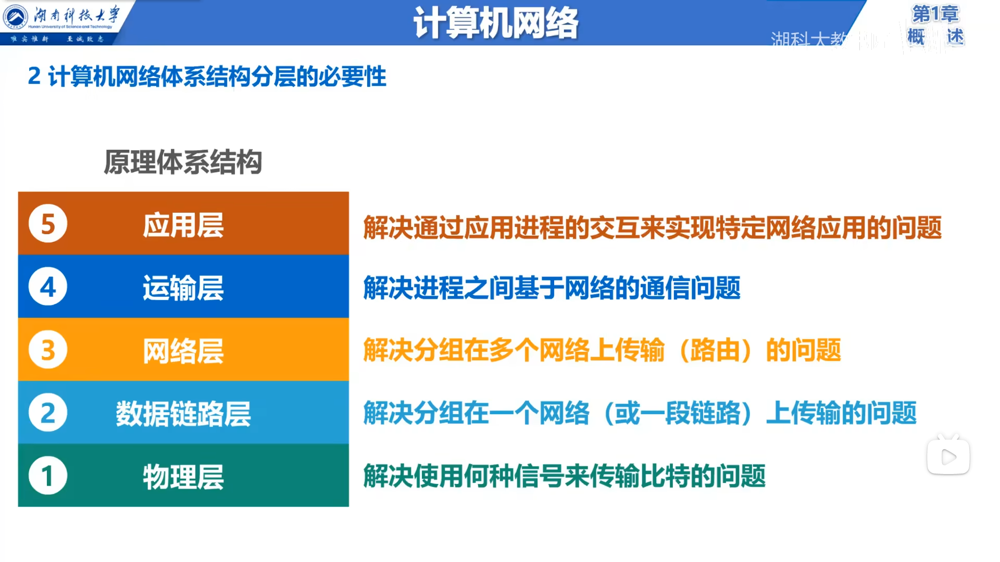 湖南科技大学
Hunan University of Science and Technology
唯实惟新 至诚致志
计算机网络
第1章
概 述
湖科大教
2 计算机网络体系结构分层的必要性
原理体系结构
5 应用层 解决通过应用进程的交互来实现特定网络应用的问题
4 运输层 解决进程之间基于网络的通信问题
3 网络层 解决分组在多个网络上传输（路由）的问题
2 数据链路层 解决分组在一个网络（或一段链路）上传输的问题
1 物理层 解决使用何种信号来传输比特的问题